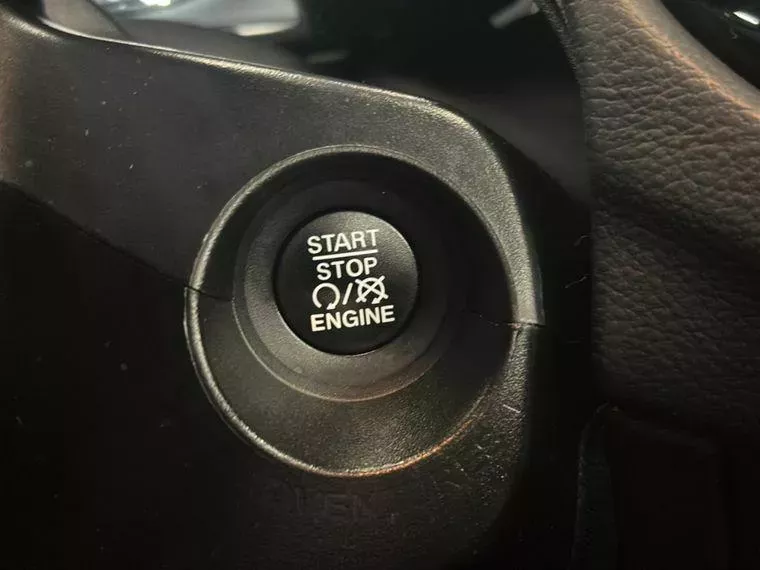 START
STOP
/
ENGINE